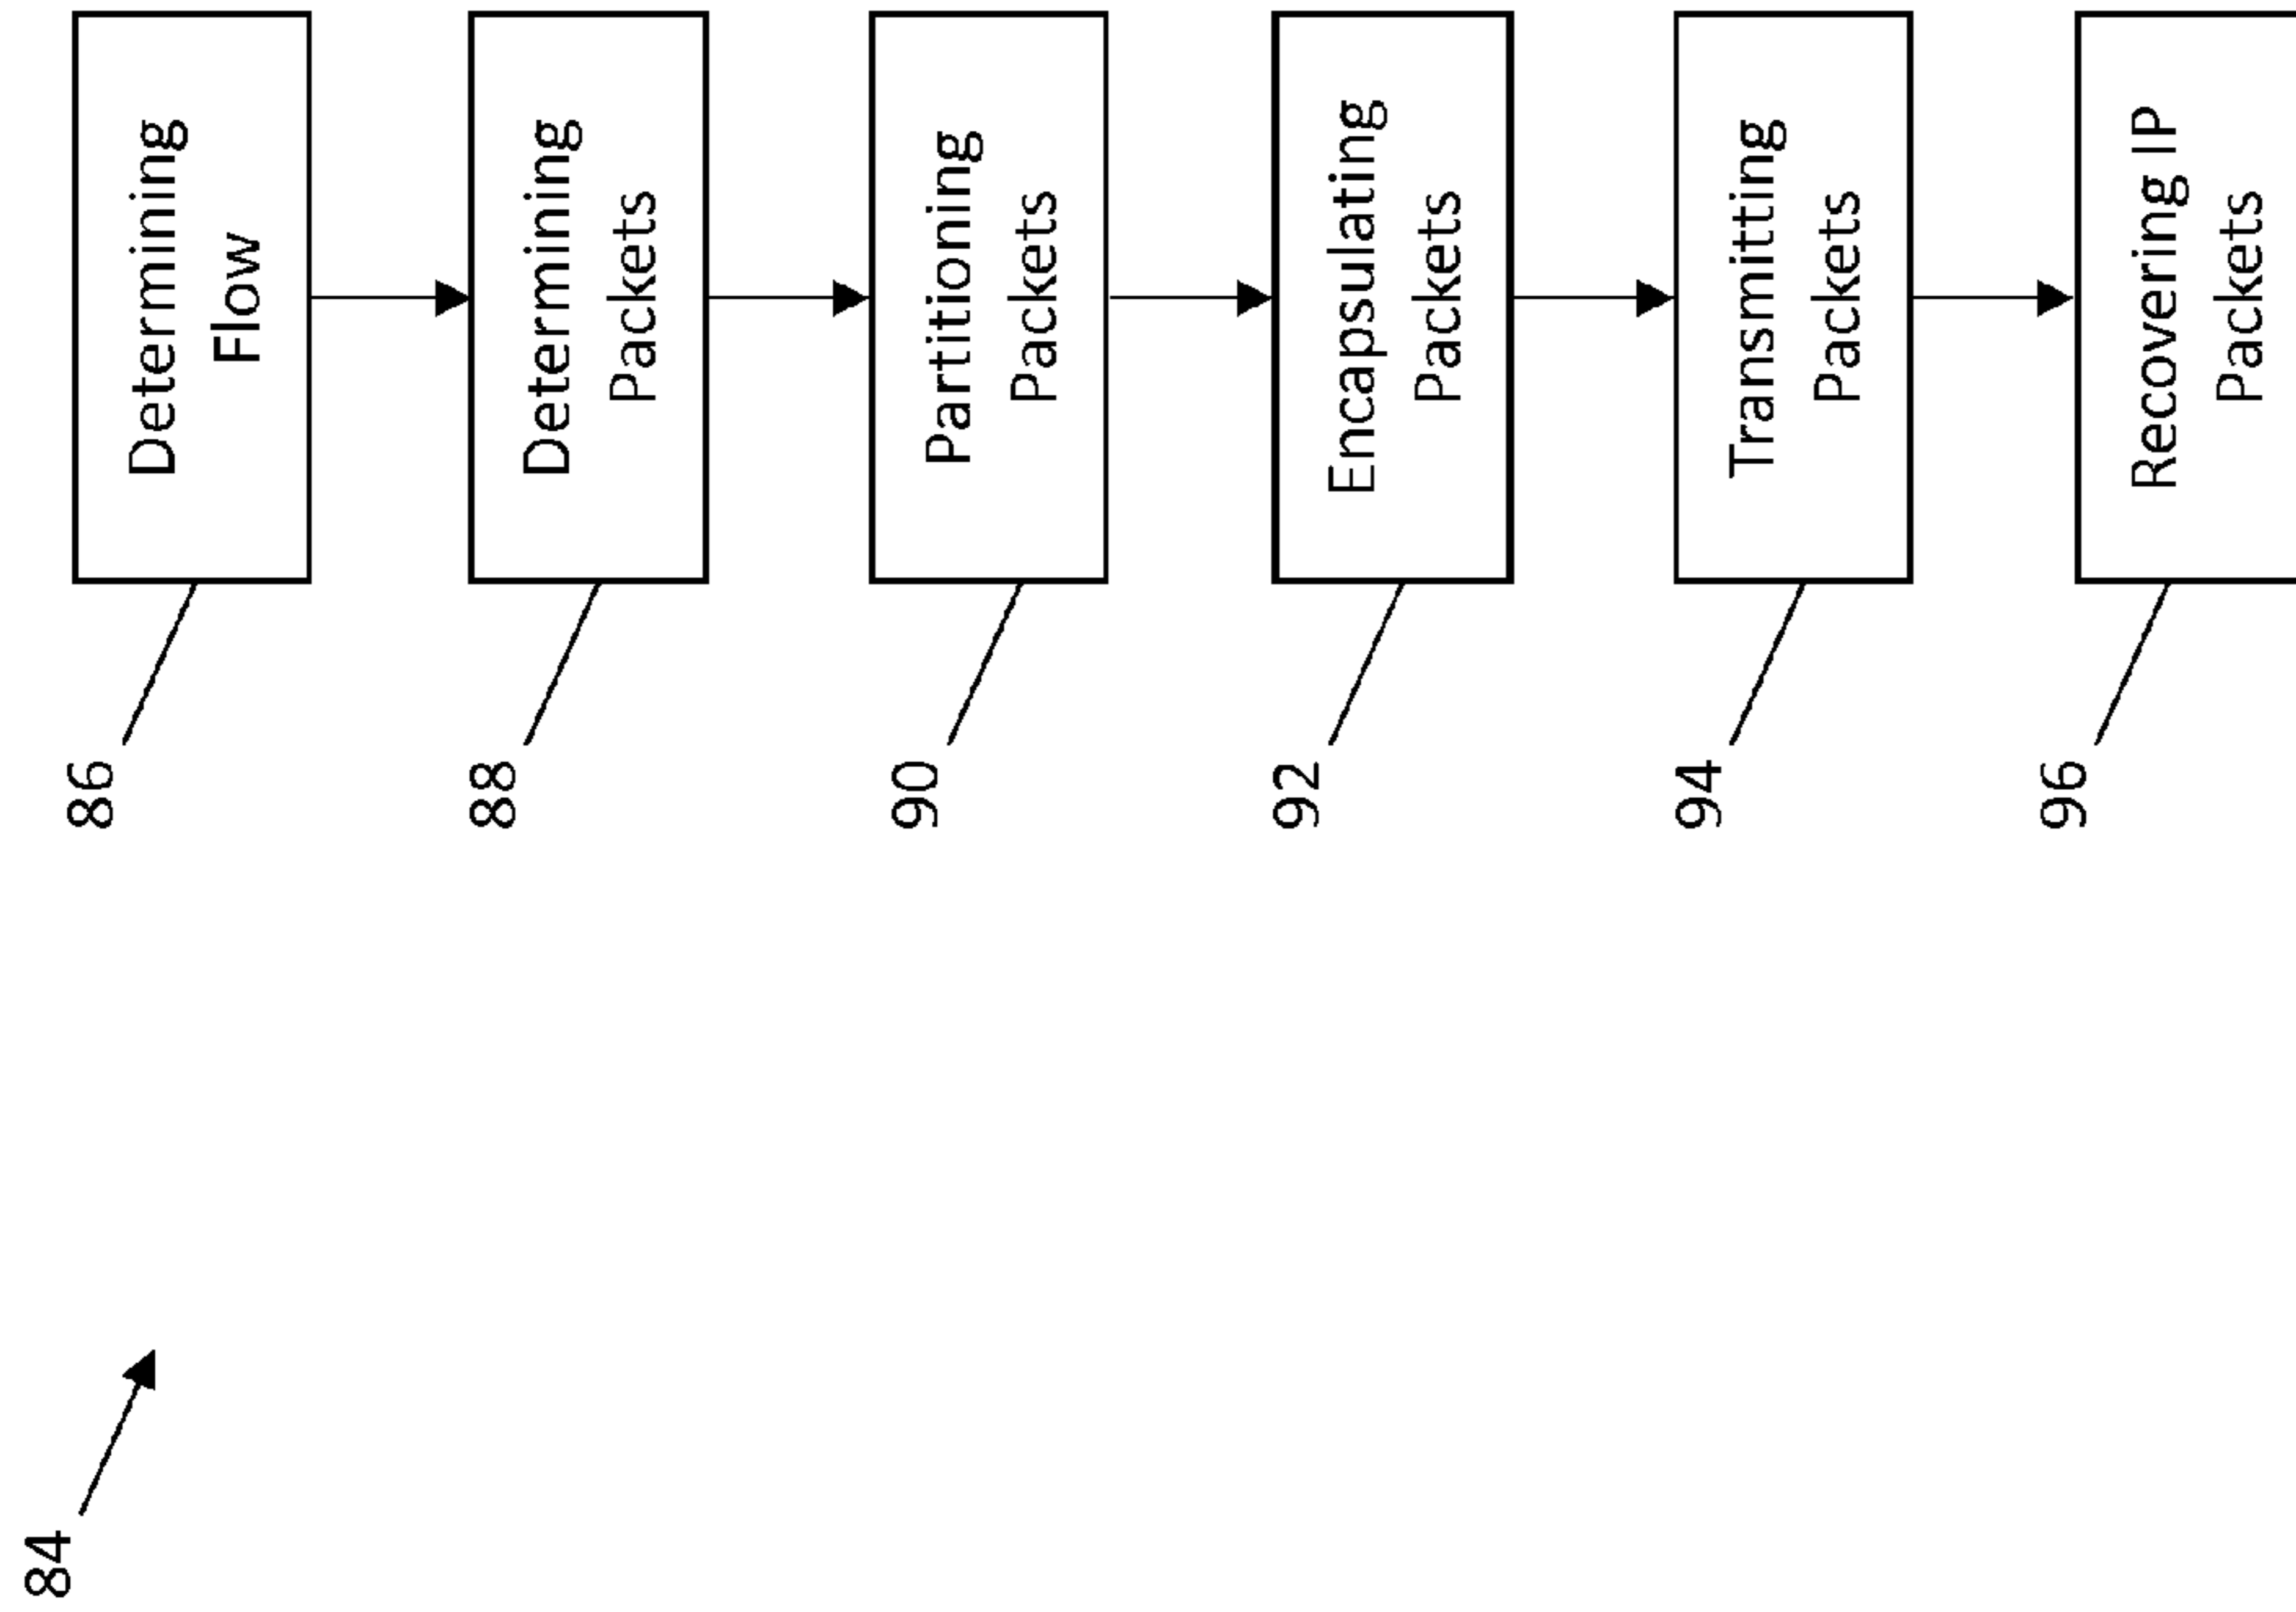 84
86
Determining
Flow
88
Determining
Packets
90
Partitioning
Packets
92
Encapsulating
Packets
94
Transmitting
Packets
96
Recovering IP
Packets